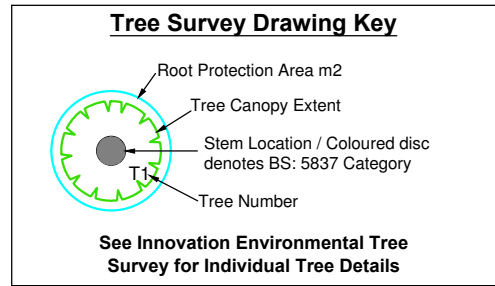 Tree Survey Drawing Key
Root Protection Area m2
Tree Canopy Extent
Stem Location / Coloured disc
denotes BS: 5837 Category
T1
Tree Number
See Innovation Environmental Tree
Survey for Individual Tree Details